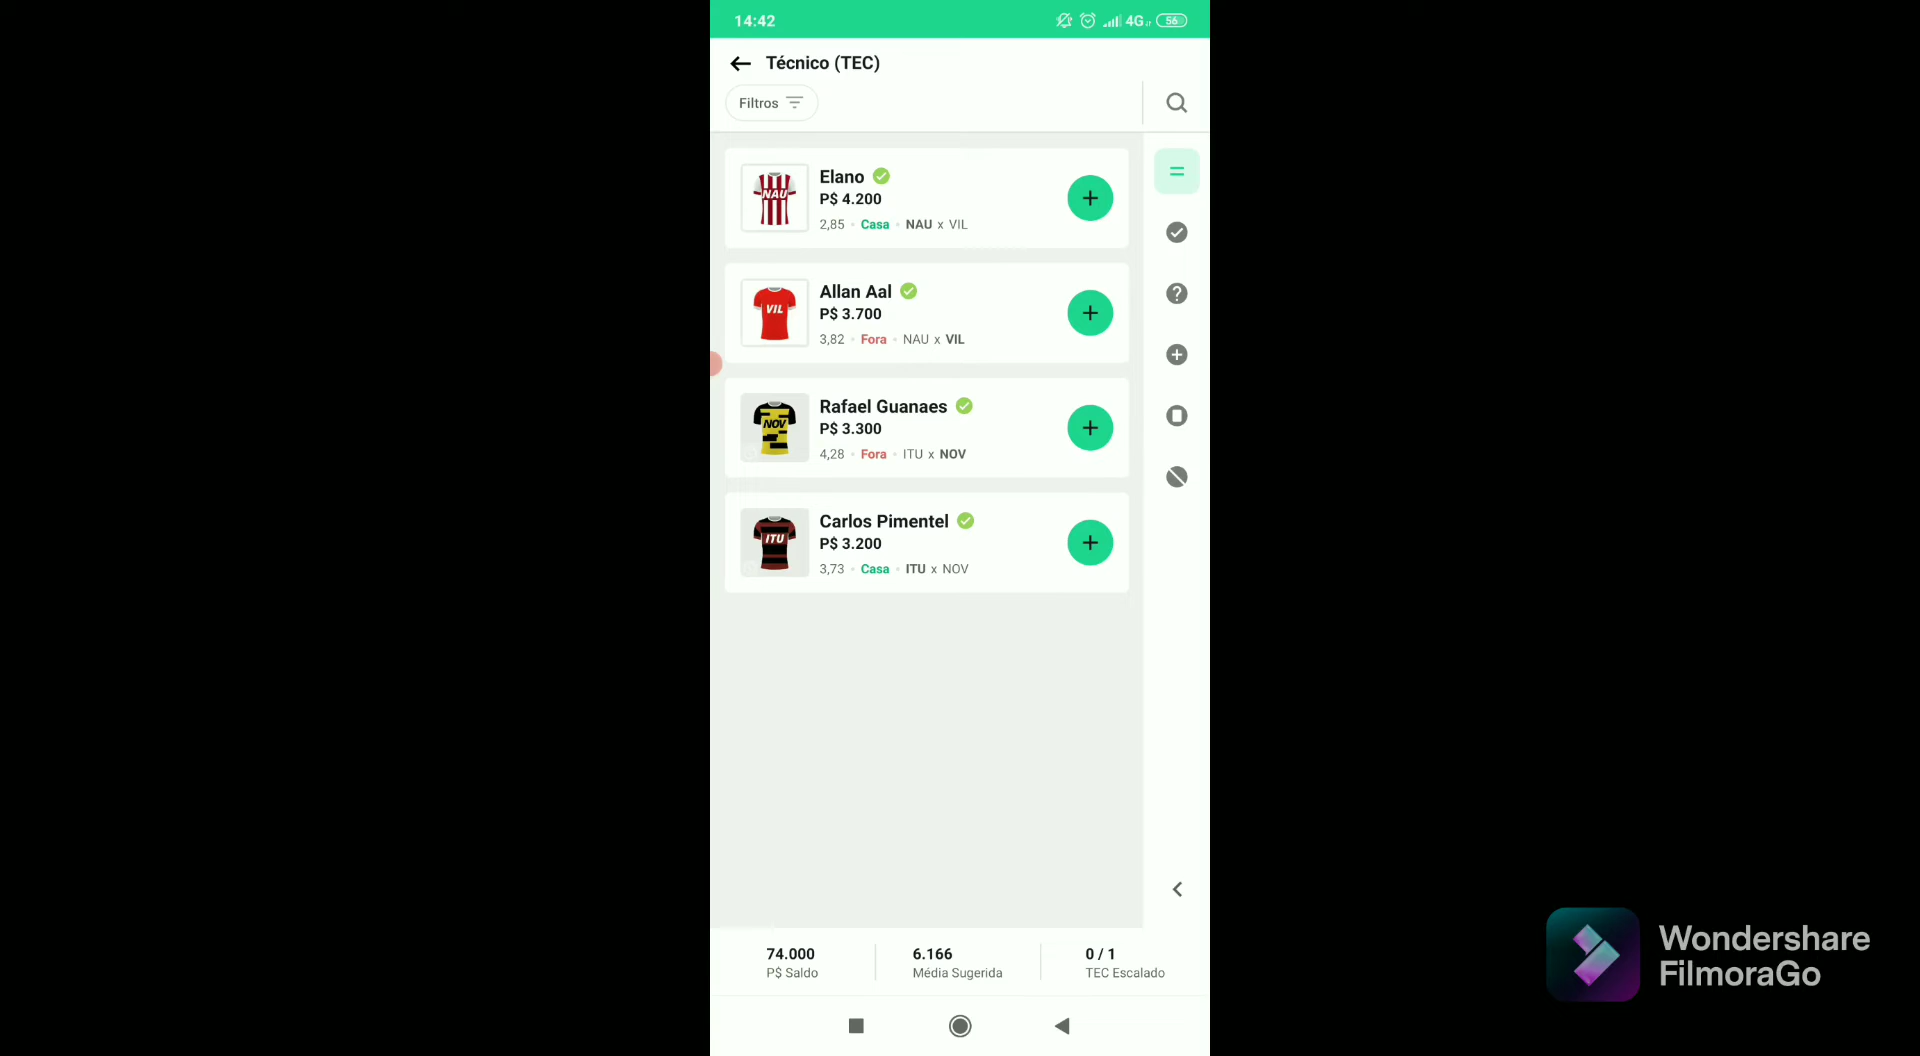 14:42
4G
56
Técnico (TEC)
Filtros
Elano
NAU
P$ 4.200
2,85 • Casa • NAU x VIL
Allan Aal
VIL
P$ 3.700
3,82 • Fora • NAU x VIL
Rafael Guanaes
NOV
P$ 3.300
4,28 • Fora • ITU x NOV
Carlos Pimentel
ITU
P$ 3.200
3,73 • Casa • ITU x NOV
74.000
P$ Saldo
6.166
Média Sugerida
0 / 1
TEC Escalado
Wondershare
FilmoraGo